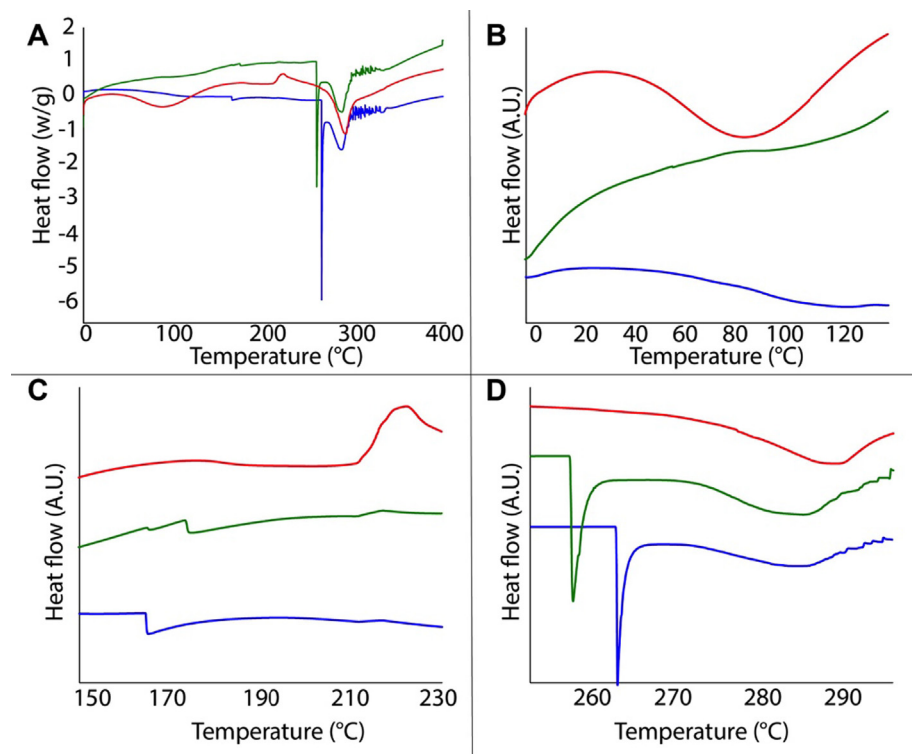 A
Heat flow (w/g)
2
1
0
-1
-2
-3
-4
-5
-6
0 100 200 300 400
Temperature (°C)
B
Heat flow (A.U.)
0 20 40 60 80 100 120
Temperature (°C)
C
Heat flow (A.U.)
150 170 190 210 230
Temperature (°C)
D
Heat flow (A.U.)
260 270 280 290
Temperature (°C)